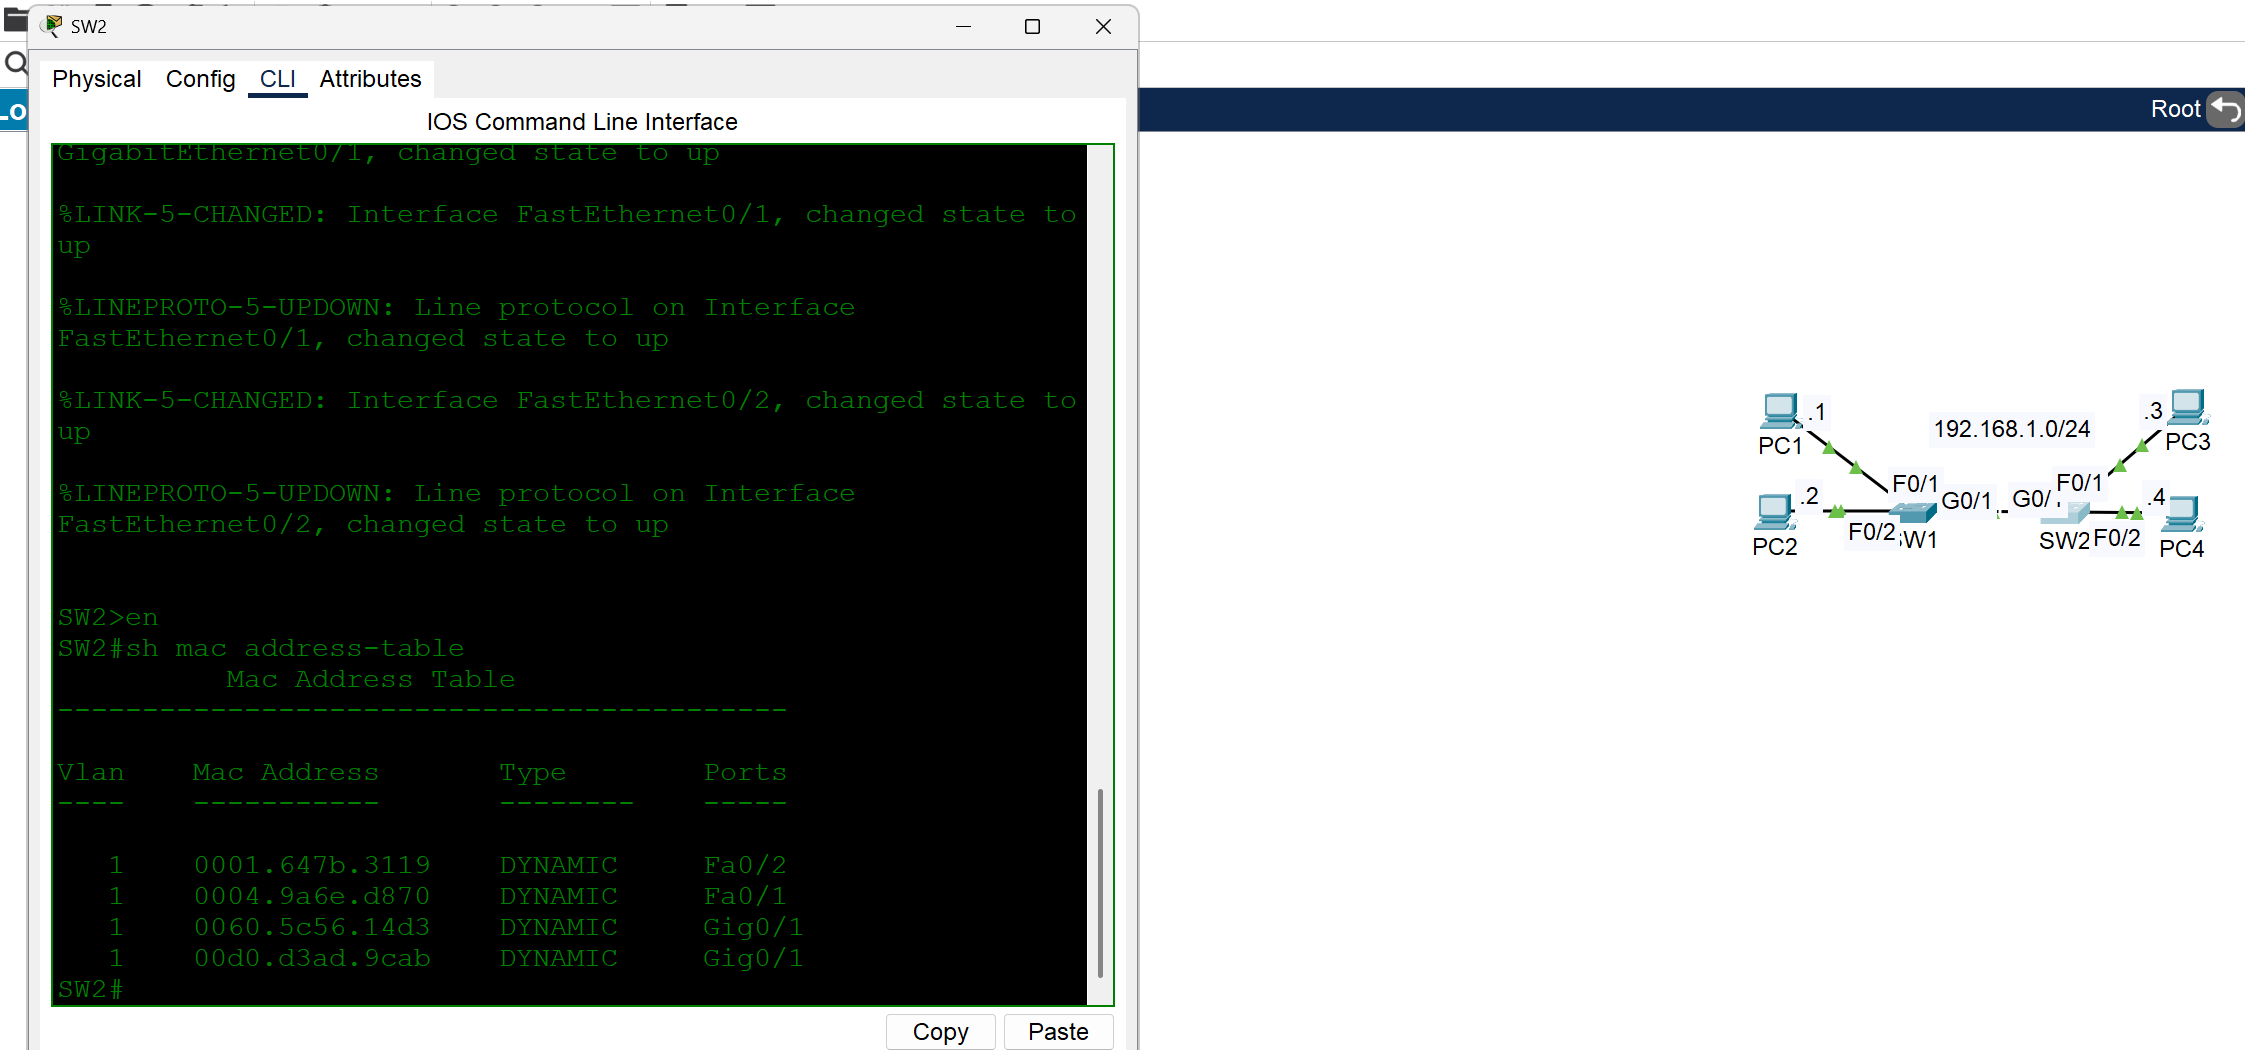 SW2
Physical Config CLI Attributes
IOS Command Line Interface
GigabitEthernet0/1, changed state to up
%LINK-5-CHANGED: Interface FastEthernet0/1, changed state to
up
%LINEPROTO-5-UPDOWN: Line protocol on Interface
FastEthernet0/1, changed state to up
%LINK-5-CHANGED: Interface FastEthernet0/2, changed state to
up
%LINEPROTO-5-UPDOWN: Line protocol on Interface
FastEthernet0/2, changed state to up
SW2>en
SW2#sh mac address-table
Mac Address Table
-------------------------------------------
Vlan Mac Address Type Ports
---- ----------- -------- -----
1 0001.647b.3119 DYNAMIC Fa0/2
1 0004.9a6e.d870 DYNAMIC Fa0/1
1 0060.5c56.14d3 DYNAMIC Gig0/1
1 00d0.d3ad.9cab DYNAMIC Gig0/1
SW2#
Copy Paste
Root
.1
PC1
192.168.1.0/24
.3
PC3
F0/1
F0/1
.2
G0/1
G0/
.4
PC2
F0/2
W1
SW2
F0/2
PC4